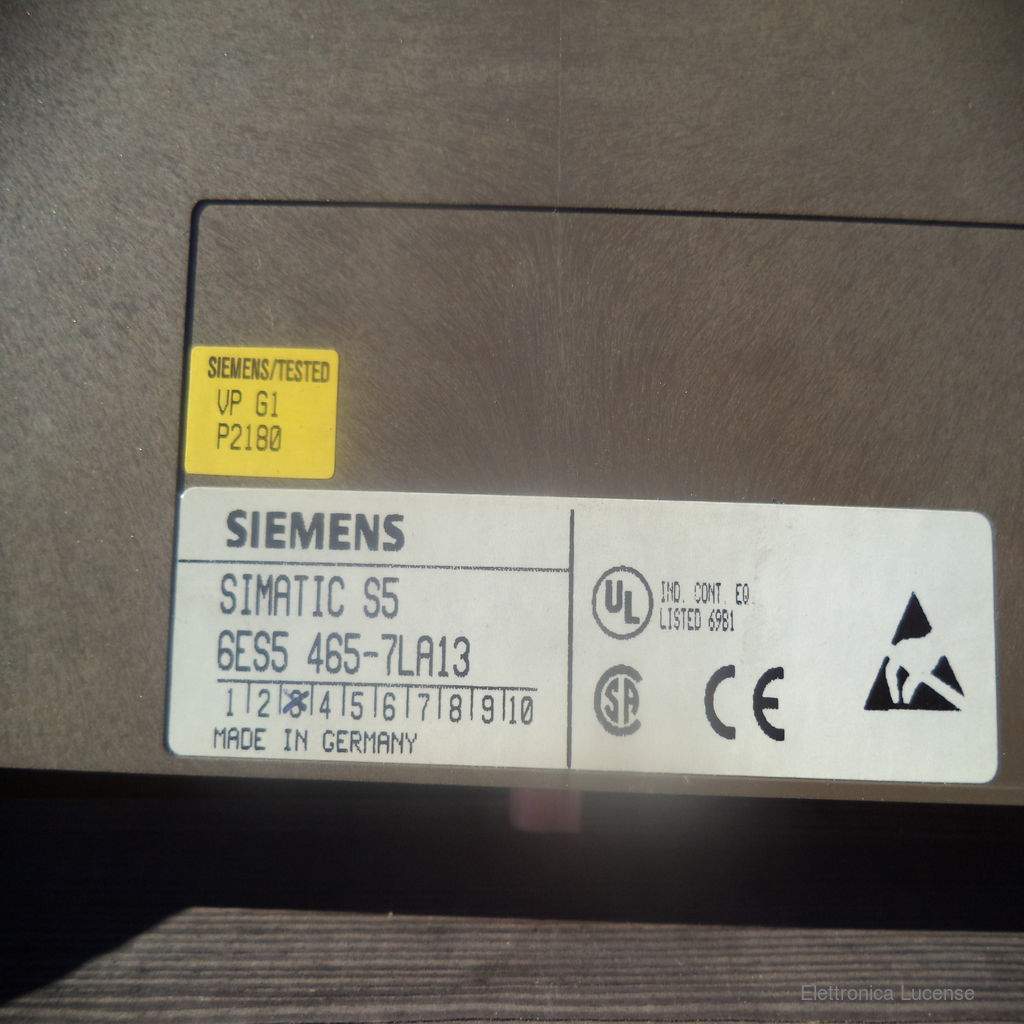 SIEMENS/TESTED
VP G1
P2180
SIEMENS
SIMATIC S5
6ES5 465-7LA13
1 2 3 4 5 6 7 8 9 10
MADE IN GERMANY
UL
IND. CONT. EQ.
LISTED 69B1
SA
CE
Elettronica Lucense